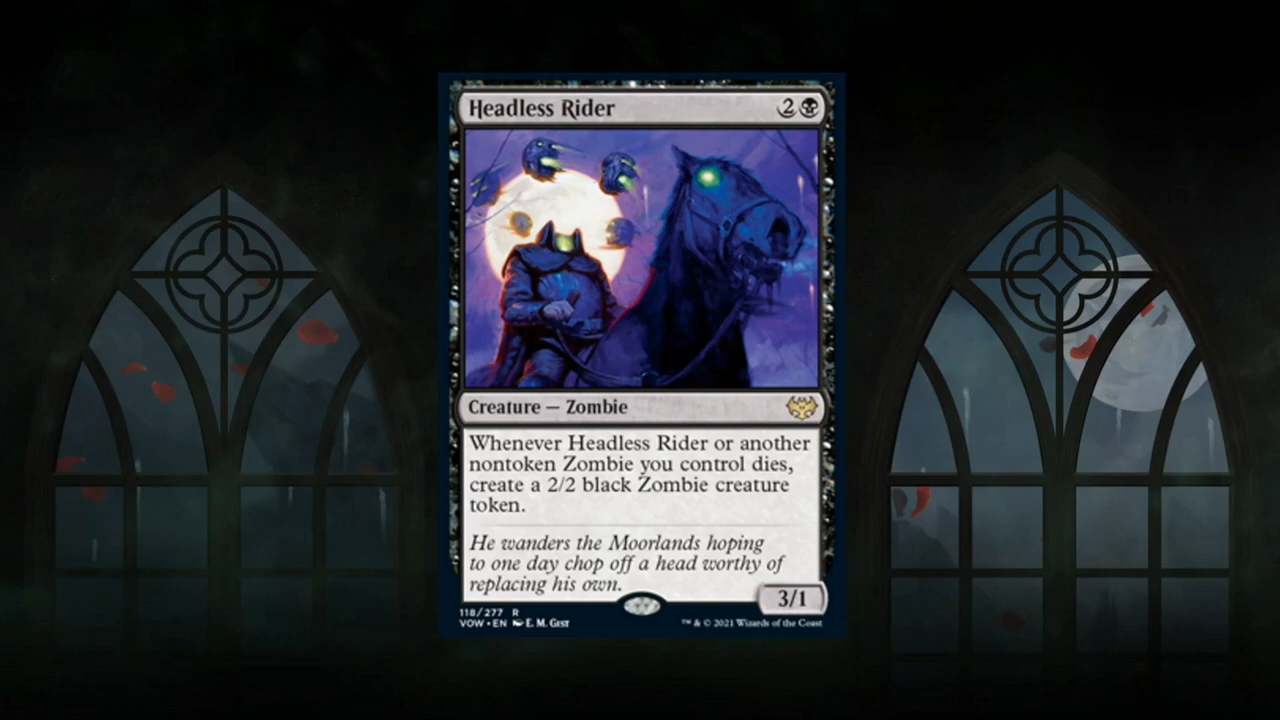 Headless Rider 2
Creature — Zombie
Whenever Headless Rider or another
nontoken Zombie you control dies,
create a 2/2 black Zombie creature
token.
He wanders the Moorlands hoping
to one day chop off a head worthy of
replacing his own.
3/1
118/277 R
VOW • EN E. M. Gist
™ & © 2021 Wizards of the Coast